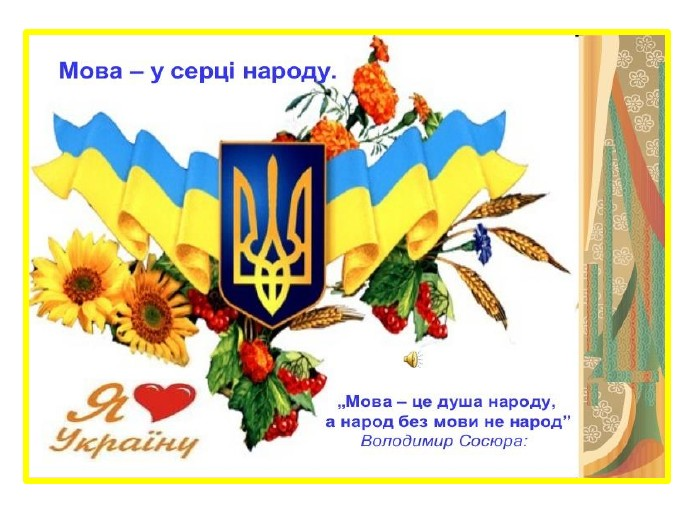 Мова – у серці народу.
Я
Україну
„Мова – це душа народу,
а народ без мови не народ”
Володимир Сосюра: